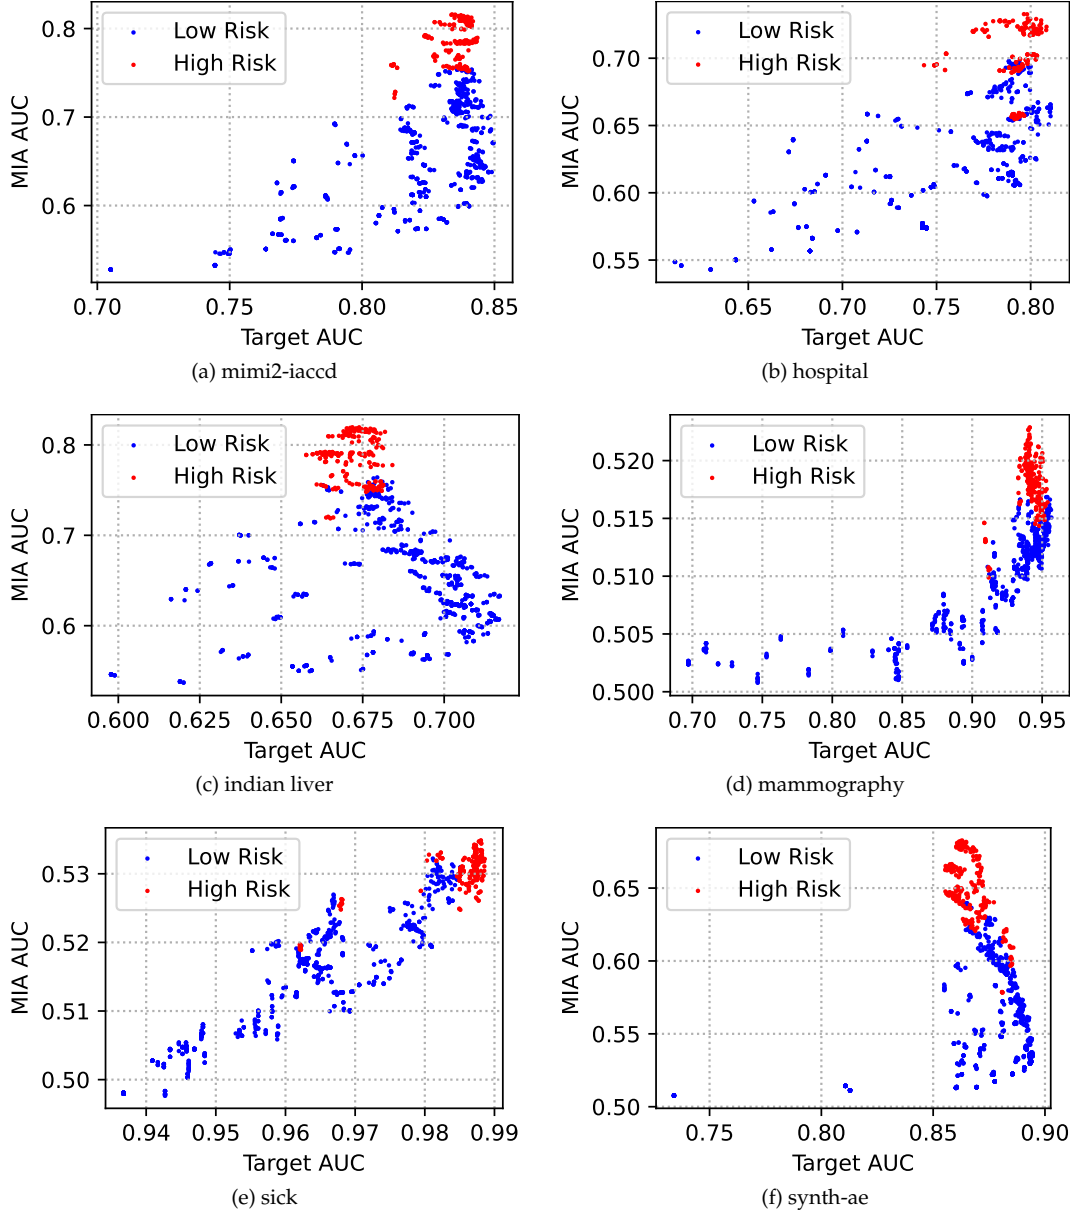 MIA AUC
0.8
0.7
0.6
Low Risk
High Risk
0.70 0.75 0.80 0.85
Target AUC
(a) mimi2-iaccd
MIA AUC
0.70
0.65
0.60
0.55
Low Risk
High Risk
0.65 0.70 0.75 0.80
Target AUC
(b) hospital
MIA AUC
0.8
0.7
0.6
Low Risk
High Risk
0.600 0.625 0.650 0.675 0.700
Target AUC
(c) indian liver
MIA AUC
0.520
0.515
0.510
0.505
0.500
Low Risk
High Risk
0.70 0.75 0.80 0.85 0.90 0.95
Target AUC
(d) mammography
MIA AUC
0.53
0.52
0.51
0.50
Low Risk
High Risk
0.94 0.95 0.96 0.97 0.98 0.99
Target AUC
(e) sick
MIA AUC
0.65
0.60
0.55
0.50
Low Risk
High Risk
0.75 0.80 0.85 0.90
Target AUC
(f) synth-ae